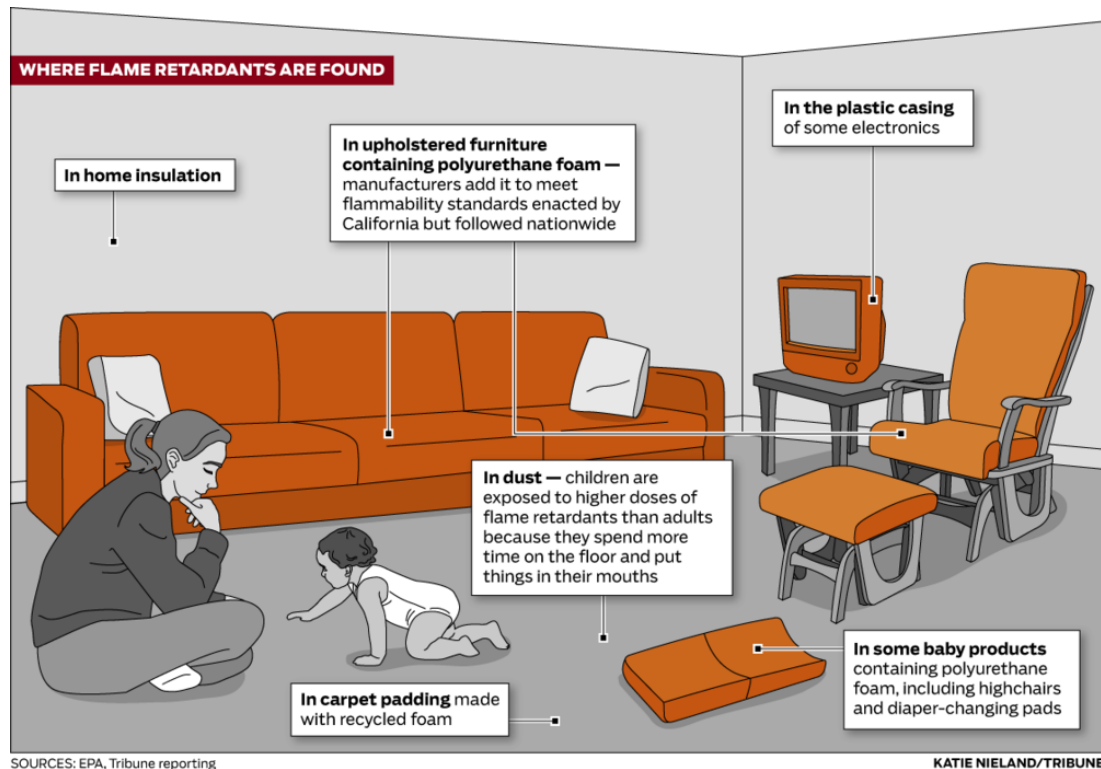 WHERE FLAME RETARDANTS ARE FOUND
In home insulation
In upholstered furniture
containing polyurethane foam —
manufacturers add it to meet
flammability standards enacted by
California but followed nationwide
In the plastic casing
of some electronics
In dust — children are
exposed to higher doses of
flame retardants than adults
because they spend more
time on the floor and put
things in their mouths
In carpet padding made
with recycled foam
In some baby products
containing polyurethane
foam, including highchairs
and diaper-changing pads
SOURCES: EPA, Tribune reporting
KATIE NIELAND/TRIBUNE